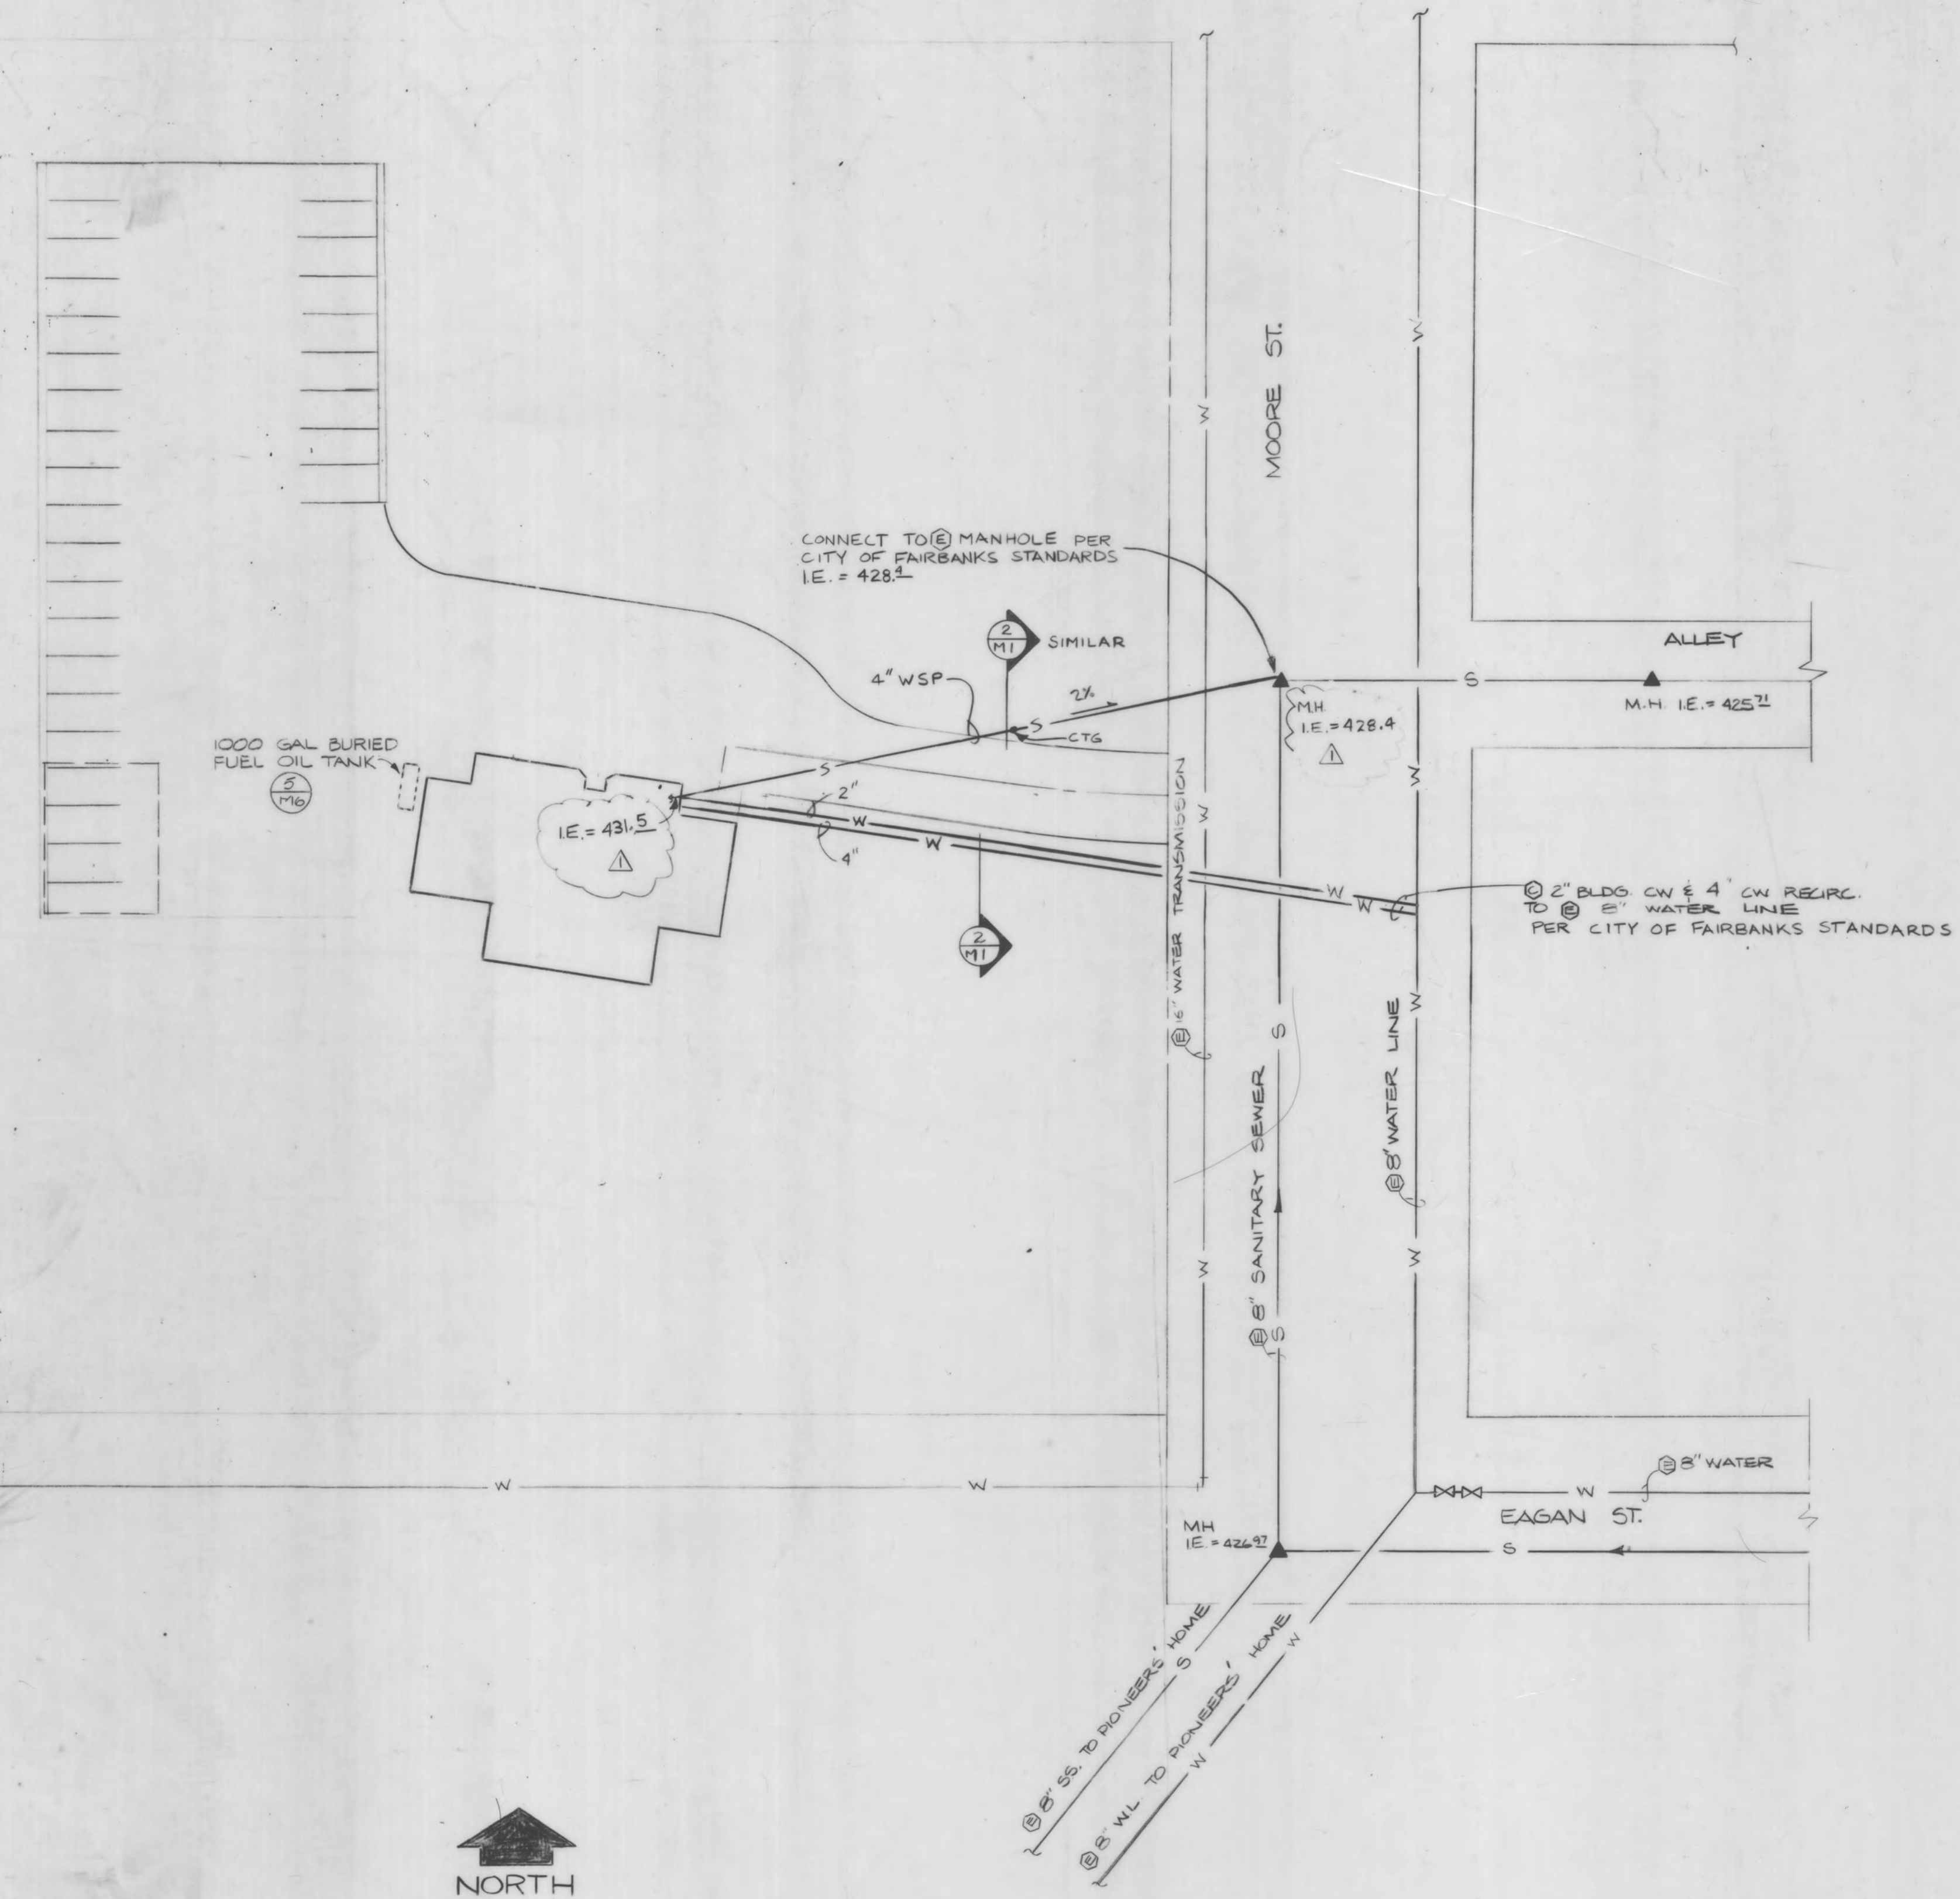 MOORE ST.
CONNECT TO E MANHOLE PER
CITY OF FAIRBANKS STANDARDS
I.E. = 428.4
2
M1
SIMILAR
ALLEY
4" WSP
2%
S
S
M.H. I.E. = 425.71
M.H.
I.E. = 428.4
1
CTG
1000 GAL BURIED
FUEL OIL TANK
5
M6
S
2"
W
W
4"
I.E. = 431.5
1
E 16" WATER TRANSMISSION
W
W
W
W
C 2" BLDG. CW & 4" CW RECIRC.
TO E 8" WATER LINE
PER CITY OF FAIRBANKS STANDARDS
W
W
2
M1
W
S
E 8" SANITARY SEWER
S
E 8" WATER LINE
W
W
W
E 8" WATER
W
W
W
EAGAN ST.
MH
I.E. = 426.97
S
E 8" S.S. TO PIONEERS' HOME
S
E 8" W.L. TO PIONEERS' HOME
W
W
NORTH